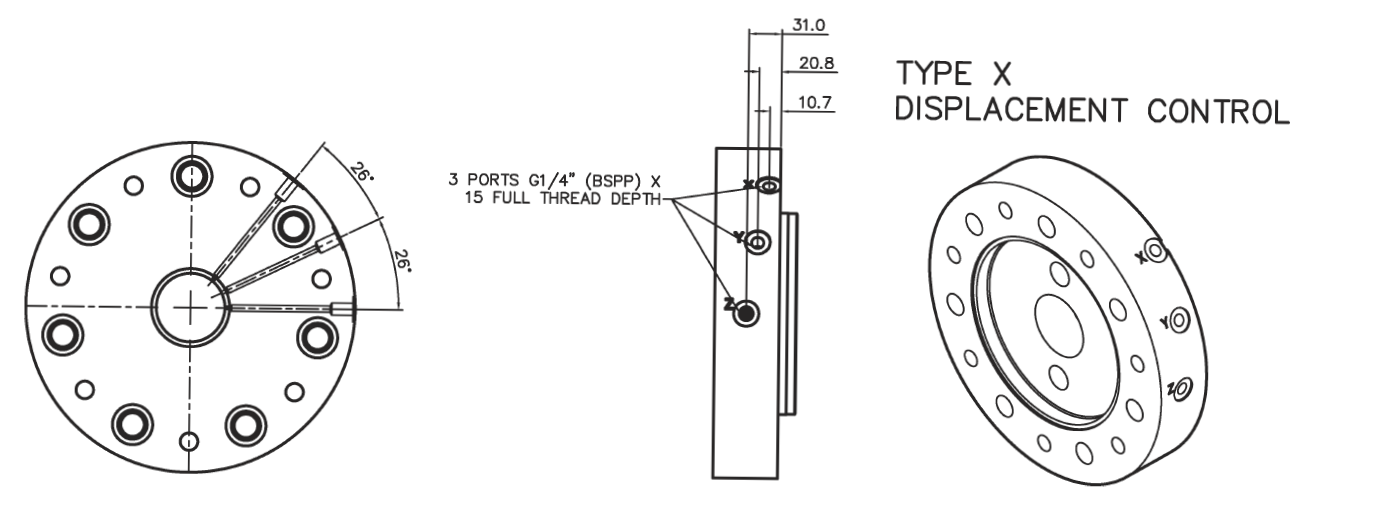 26°
26°
31.0
20.8
10.7
3 PORTS G1/4" (BSPP) X
15 FULL THREAD DEPTH
X
Y
Z
TYPE X
DISPLACEMENT CONTROL
X
Y
Z